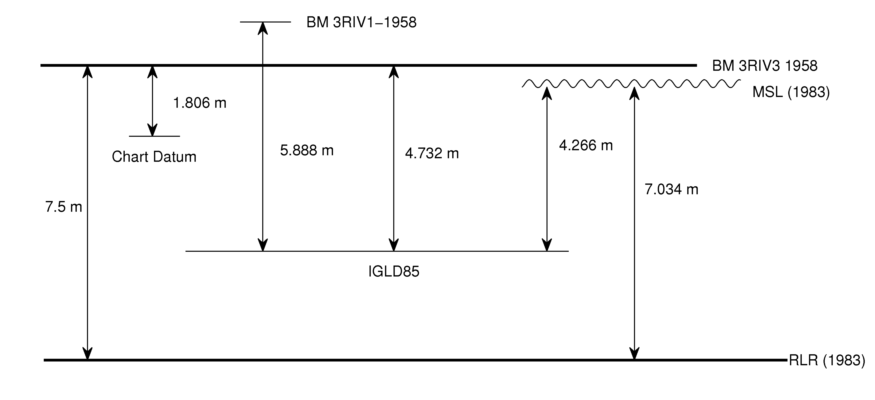 BM 3RIV1−1958
BM 3RIV3 1958
MSL (1983)
1.806 m
Chart Datum
5.888 m
4.732 m
4.266 m
7.034 m
7.5 m
IGLD85
RLR (1983)